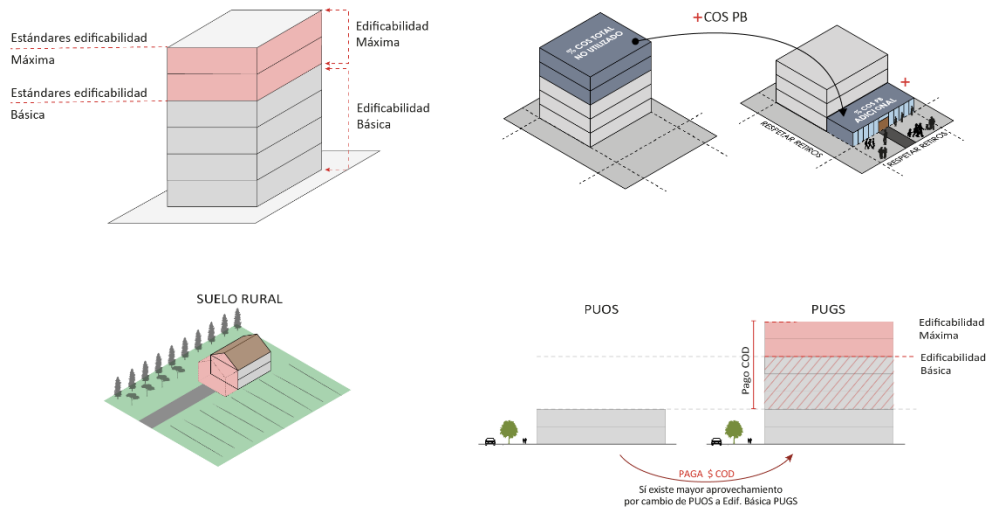 Estándares edificabilidad
Máxima
Estándares edificabilidad
Básica
Edificabilidad
Máxima
Edificabilidad
Básica
+COS PB
% COS TOTAL
NO UTILIZADO
+
% COS PB
ADICIONAL
RESPETAR RETIROS
RESPETAR RETIROS
SUELO RURAL
PUOS
PUGS
Pago COD
Edificabilidad
Máxima
Edificabilidad
Básica
PAGA $ COD
Sí existe mayor aprovechamiento
por cambio de PUOS a Edif. Básica PUGS